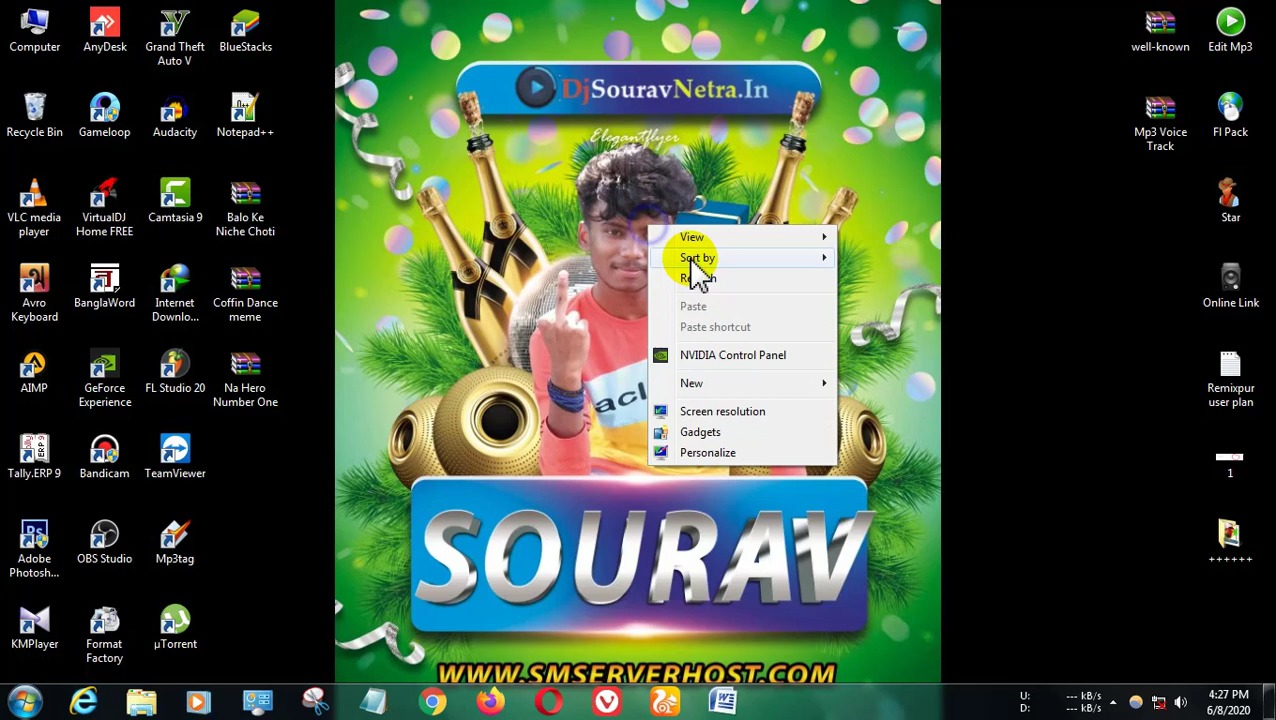 Computer
AnyDesk
Grand Theft
Auto V
BlueStacks
well-known
Edit Mp3
DjSouravNetra.In
Elegantflyer
Recycle Bin
Gameloop
Audacity
Notepad++
Mp3 Voice
Track
Fl Pack
VLC media
player
VirtualDJ
Home FREE
Camtasia 9
Balo Ke
Niche Choti
Star
View
Sort by
Paste
Paste shortcut
NVIDIA Control Panel
New
Screen resolution
Gadgets
Personalize
Avro
Keyboard
BanglaWord
Internet
Downlo...
Coffin Dance
meme
Online Link
AIMP
GeForce
Experience
FL Studio 20
Na Hero
Number One
Remixpur
user plan
Tally.ERP 9
Bandicam
TeamViewer
1
Adobe
Photosh...
OBS Studio
Mp3tag
++++++
SOURAV
KMPlayer
Format
Factory
µTorrent
WWW.SMSERVERHOST.COM
U: --- kB/s
D: --- kB/s
4:27 PM
6/8/2020